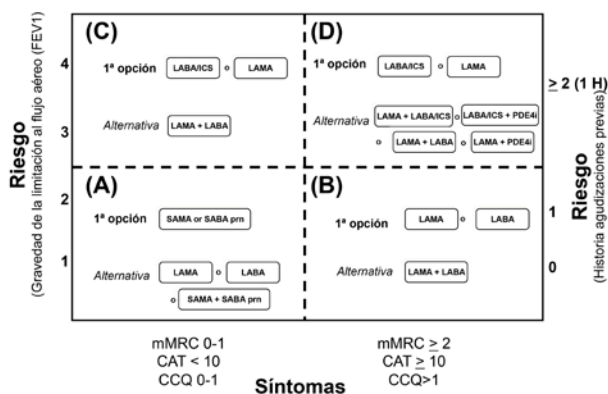 (C)
1ª opción LABA/ICS o LAMA
Alternativa LAMA + LABA
(D)
1ª opción LABA/ICS o LAMA
Alternativa LAMA + LABA/ICS o LABA/ICS + PDE4i
o LAMA + LABA o LAMA + PDE4i
(A)
1ª opción SAMA or SABA prn
Alternativa LAMA o LABA
o SAMA + SABA prn
(B)
1ª opción LAMA o LABA
Alternativa LAMA + LABA
Riesgo
(Gravedad de la limitación al flujo aéreo (FEV1)
4
3
2
1
≥ 2 (1 H)
1
0
Riesgo
(Historia agudizaciones previas)
mMRC 0-1
CAT < 10
CCQ 0-1
Síntomas
mMRC ≥ 2
CAT ≥ 10
CCQ>1